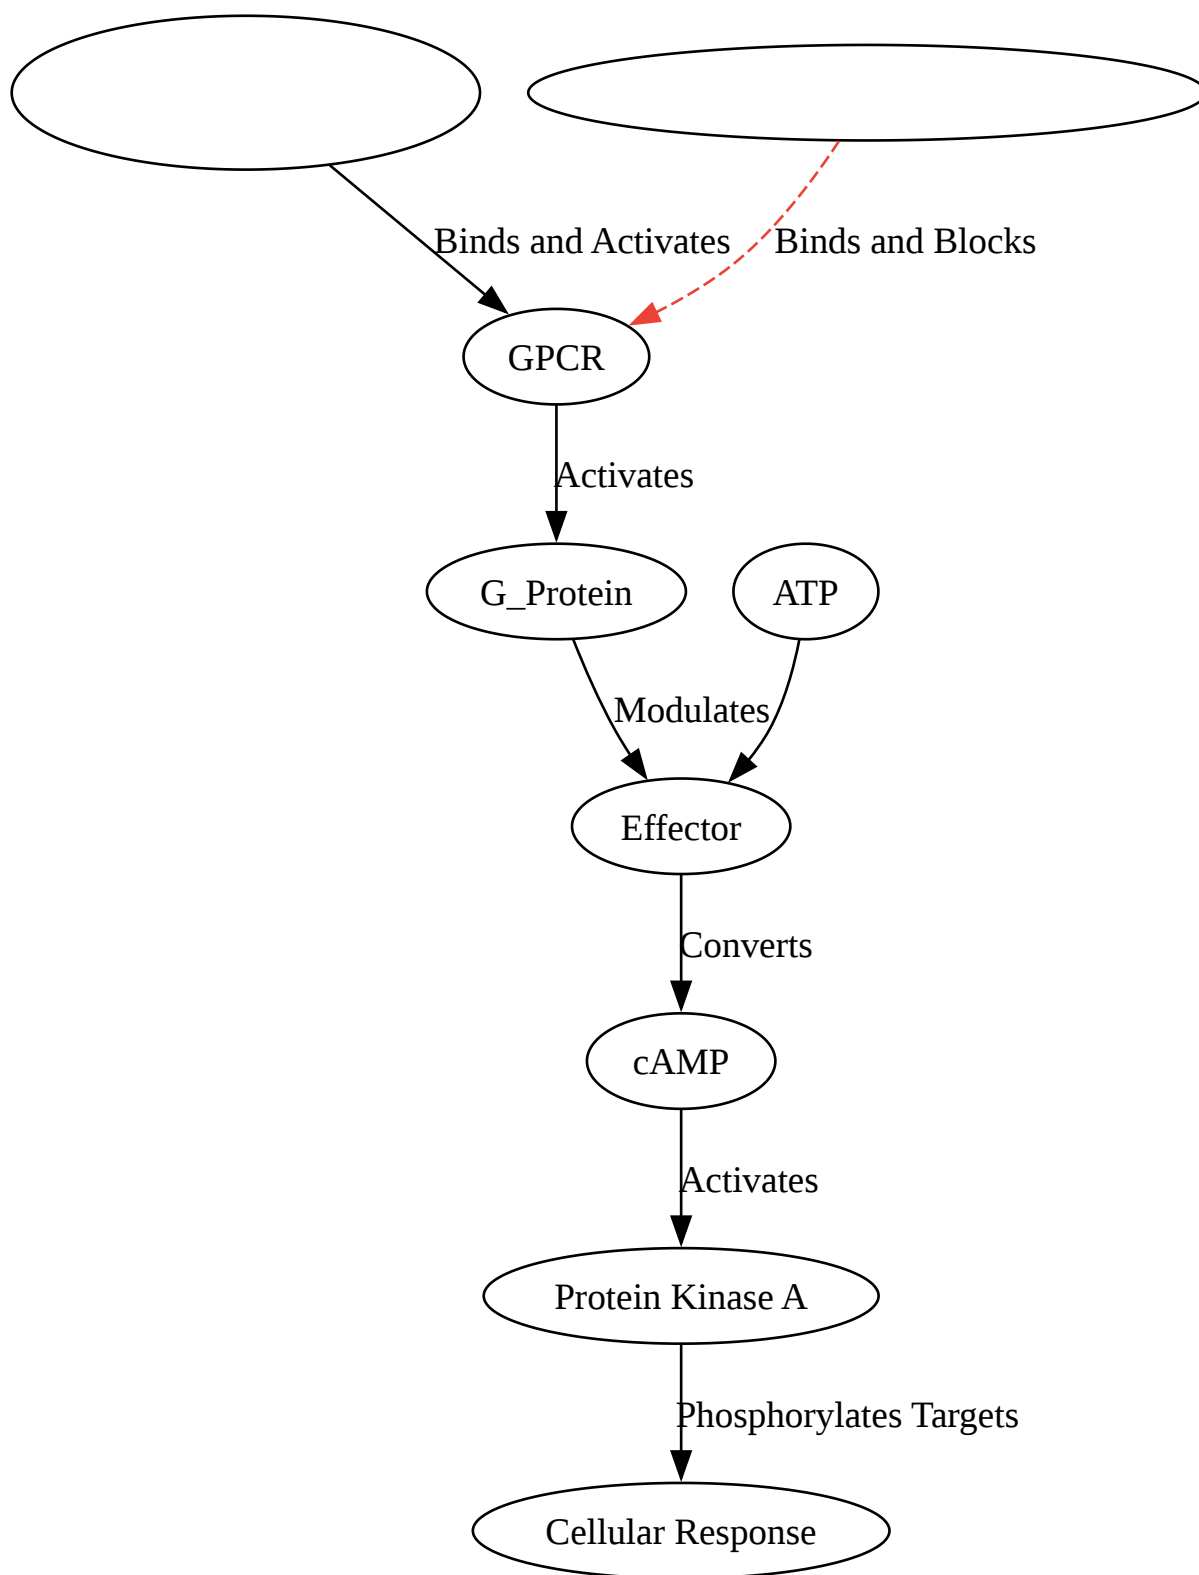 Binds and Activates
Binds and Blocks
GPCR
Activates
G_Protein
ATP
Modulates
Effector
Converts
cAMP
Activates
Protein Kinase A
Phosphorylates Targets
Cellular Response